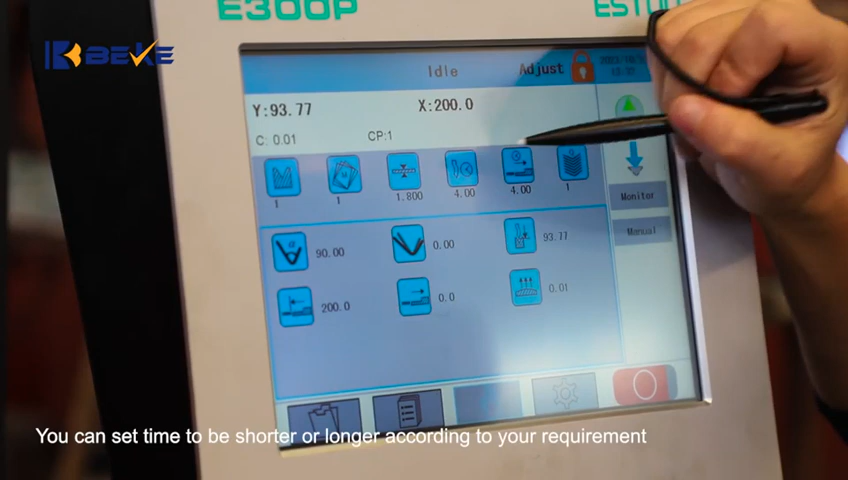 E300P
ESTUN
BEKE
Idle
Adjust
Y:93.77
X:200.0
C: 0.01
CP:1
1
1
1.800
4.00
4.00
1
Monitor
90.00
0.00
93.77
Manual
200.0
0.0
0.01
You can set time to be shorter or longer according to your requirement